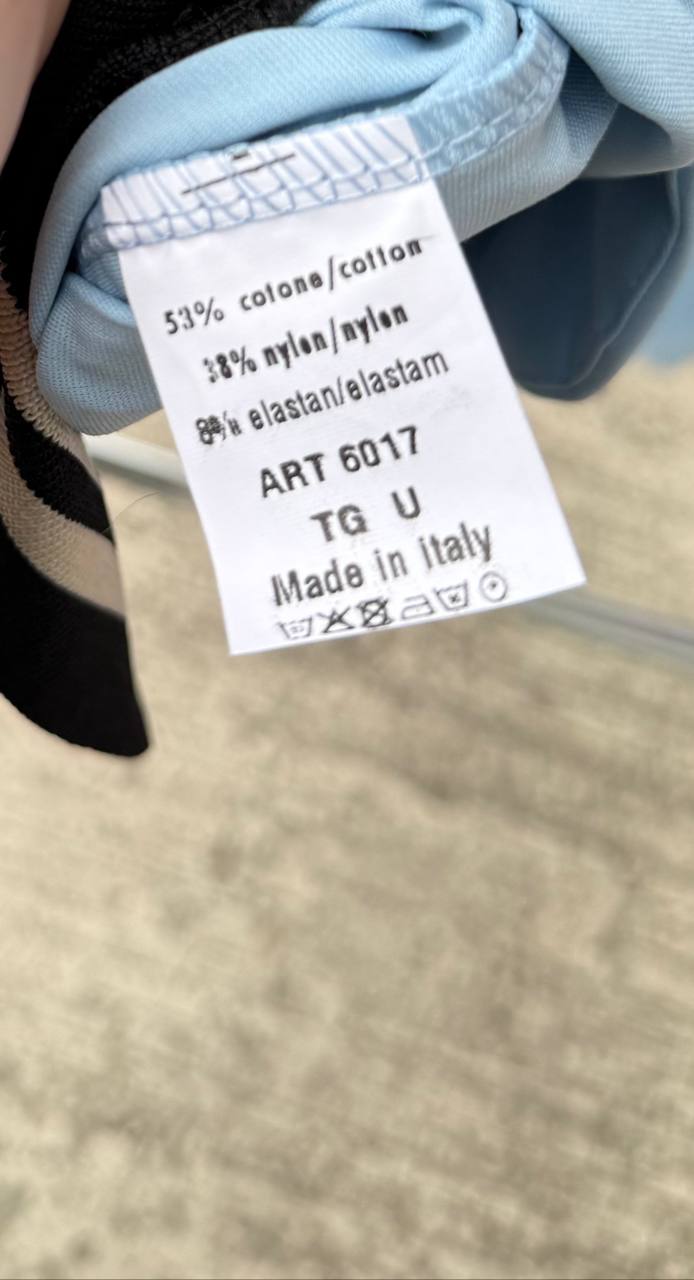 53% cotone/cotton
38% nylon/nylon
elastan/elastam
ART 6017
TG U
Made in italy